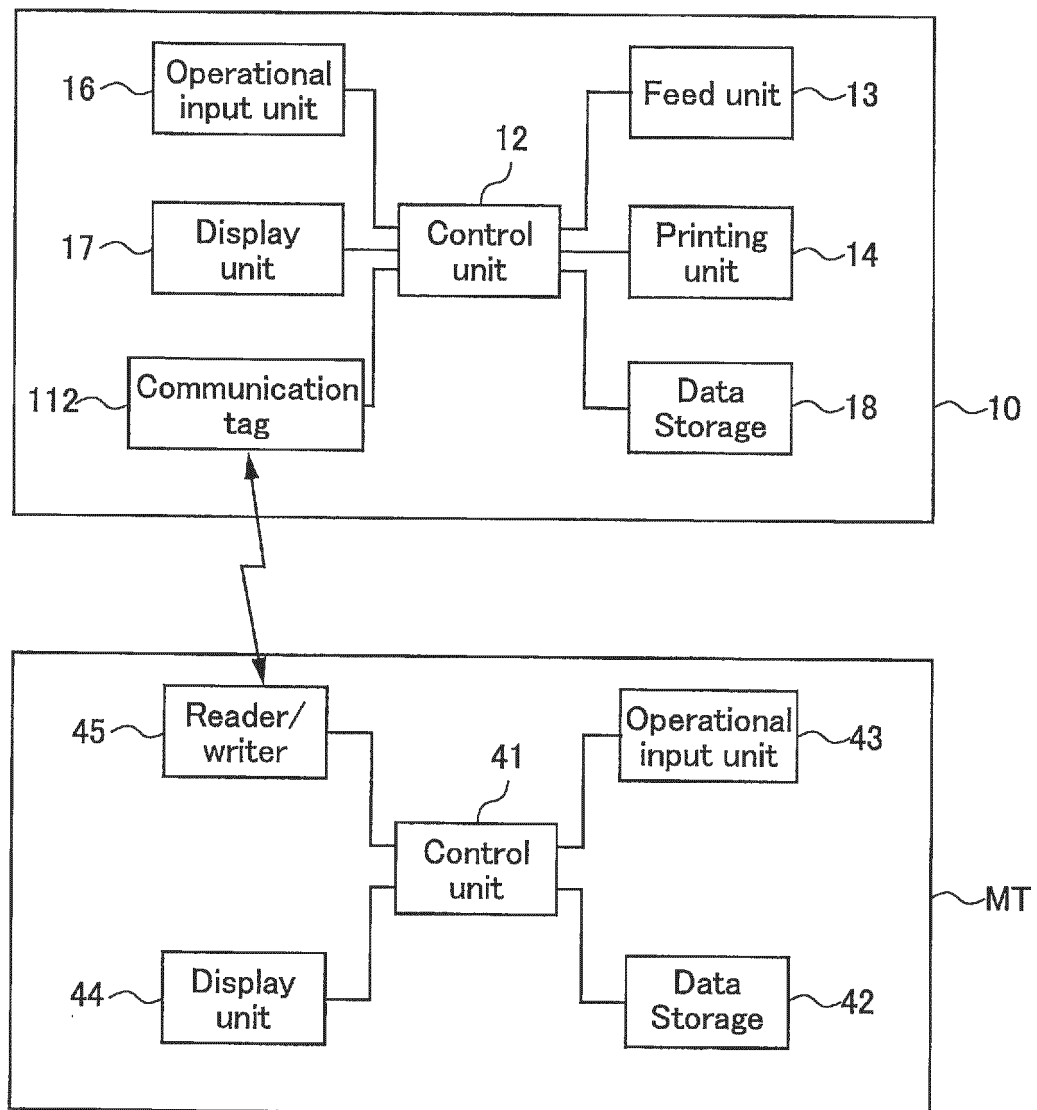 16
Operational
input unit
Feed unit
13
12
17
Display
unit
Control
unit
Printing
unit
14
112
Communication
tag
Data
Storage
18
10
45
Reader/
writer
Operational
input unit
43
41
Control
unit
MT
44
Display
unit
Data
Storage
42